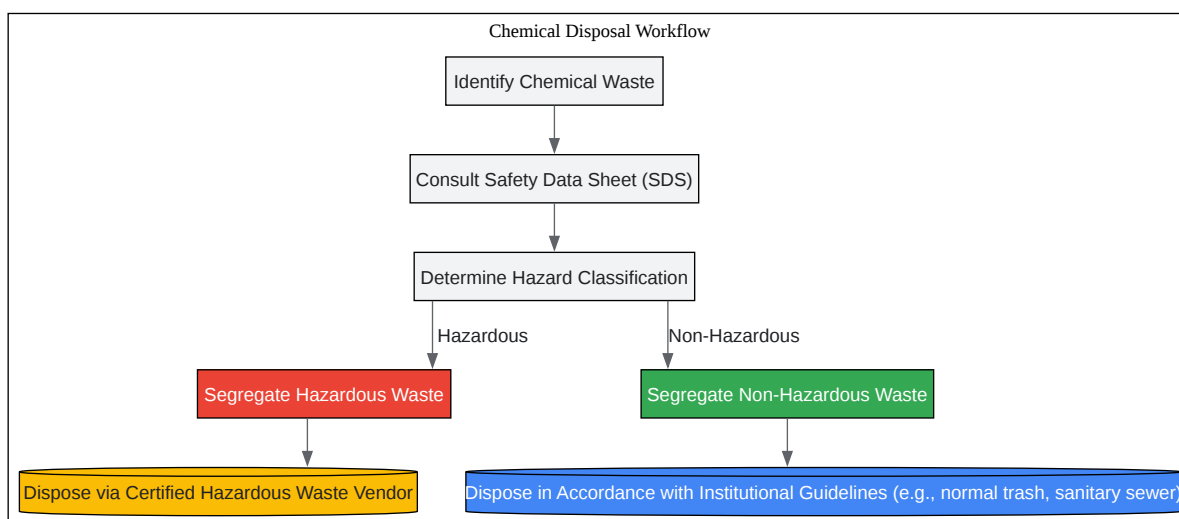 Chemical Disposal Workflow
Identify Chemical Waste
Consult Safety Data Sheet (SDS)
Determine Hazard Classification
Hazardous
Non-Hazardous
Segregate Hazardous Waste
Segregate Non-Hazardous Waste
Dispose via Certified Hazardous Waste Vendor
Dispose in Accordance with Institutional Guidelines (e.g., normal trash, sanitary sewer)